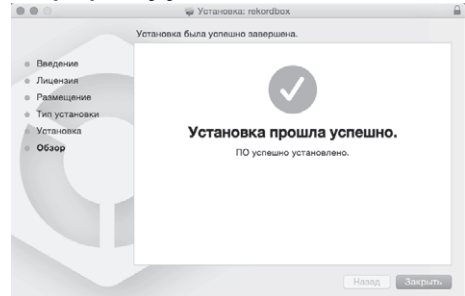 Установка: rekordbox
Установка была успешно завершена.
Введение
Лицензия
Размещение
Тип установки
Установка
Обзор
Установка прошла успешно.
ПО успешно установлено.
Назад
Закрыть